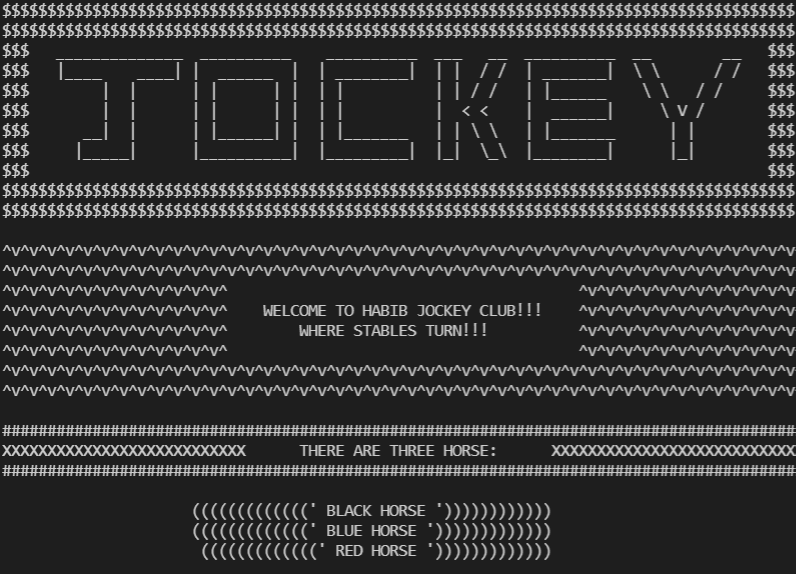 JOCKEY
WELCOME TO HABIB JOCKEY CLUB!!!
WHERE STABLES TURN!!!
THERE ARE THREE HORSE:
(((((((((((((' BLACK HORSE '))))))))))))
(((((((((((((' BLUE HORSE ')))))))))))))
(((((((((((((' RED HORSE ')))))))))))))